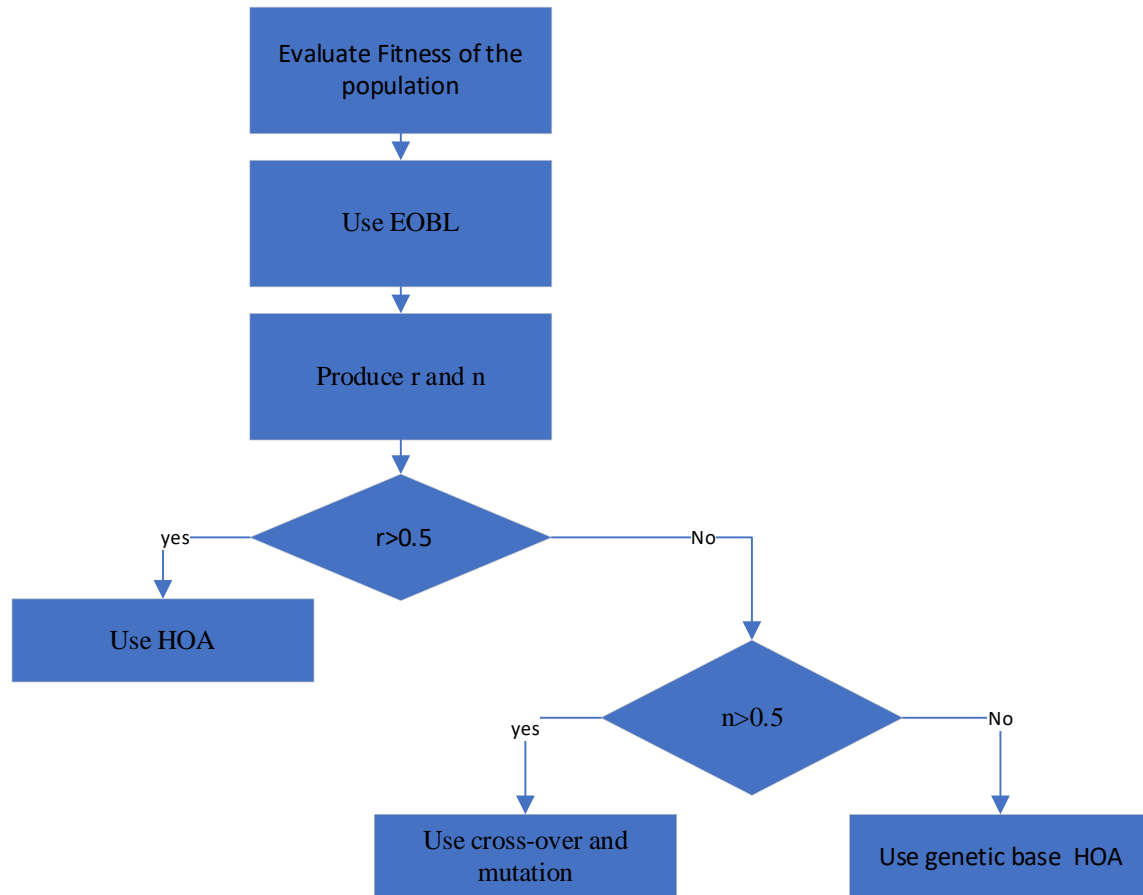 Evaluate Fitness of the
population
Use EOBL
Produce r and n
r>0.5
yes
No
Use HOA
n>0.5
yes
No
Use cross-over and
mutation
Use genetic base  HOA